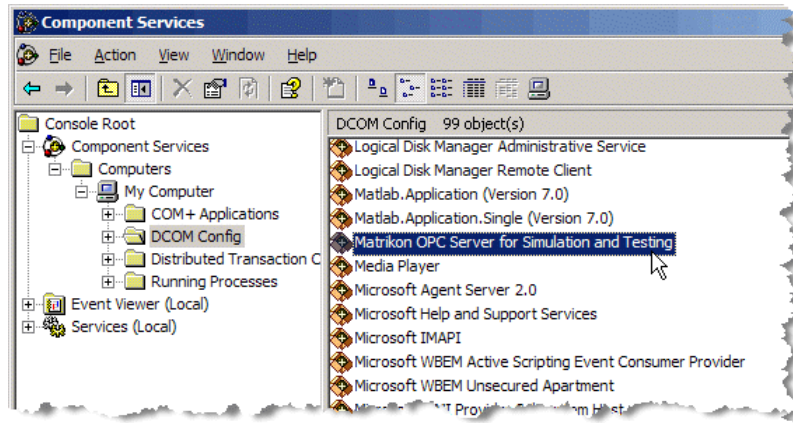 Component Services
File Action View Window Help
Console Root
Component Services
Computers
My Computer
COM+ Applications
DCOM Config
Distributed Transaction C
Running Processes
Event Viewer (Local)
Services (Local)
DCOM Config 99 object(s)
Logical Disk Manager Administrative Service
Logical Disk Manager Remote Client
Matlab.Application (Version 7.0)
Matlab.Application.Single (Version 7.0)
Matrikon OPC Server for Simulation and Testing
Media Player
Microsoft Agent Server 2.0
Microsoft Help and Support Services
Microsoft IMAPI
Microsoft WBEM Active Scripting Event Consumer Provider
Microsoft WBEM Unsecured Apartment